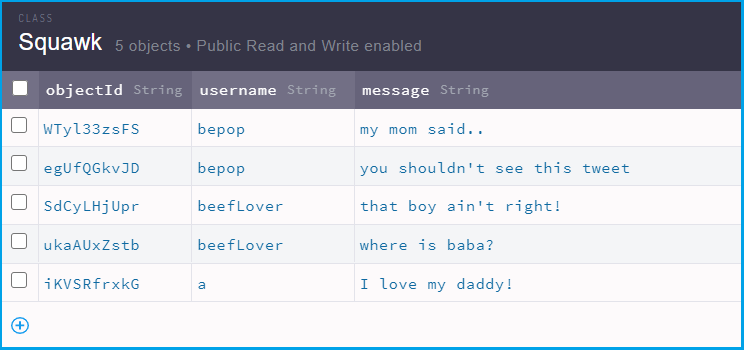 CLASS
Squawk 5 objects • Public Read and Write enabled
objectId String username String message String
WTyl33zsFS bepop my mom said..
egUfQGkvJD bepop you shouldn't see this tweet
SdCyLHjUpr beefLover that boy ain't right!
ukaAUxZstb beefLover where is baba?
iKVSRfrxkG a I love my daddy!